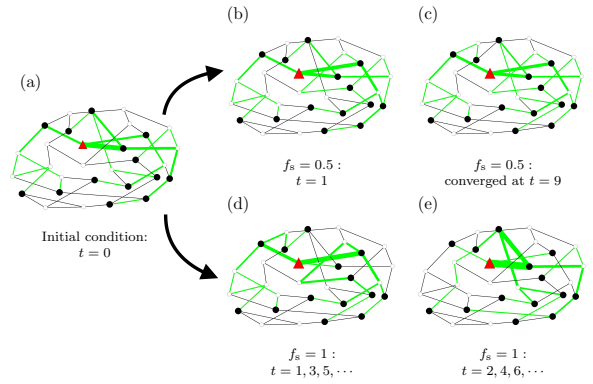 (a)
Initial condition:
t = 0
(b)
f_s = 0.5 :
t = 1
(c)
f_s = 0.5 :
converged at t = 9
(d)
f_s = 1 :
t = 1, 3, 5, ⋯
(e)
f_s = 1 :
t = 2, 4, 6, ⋯